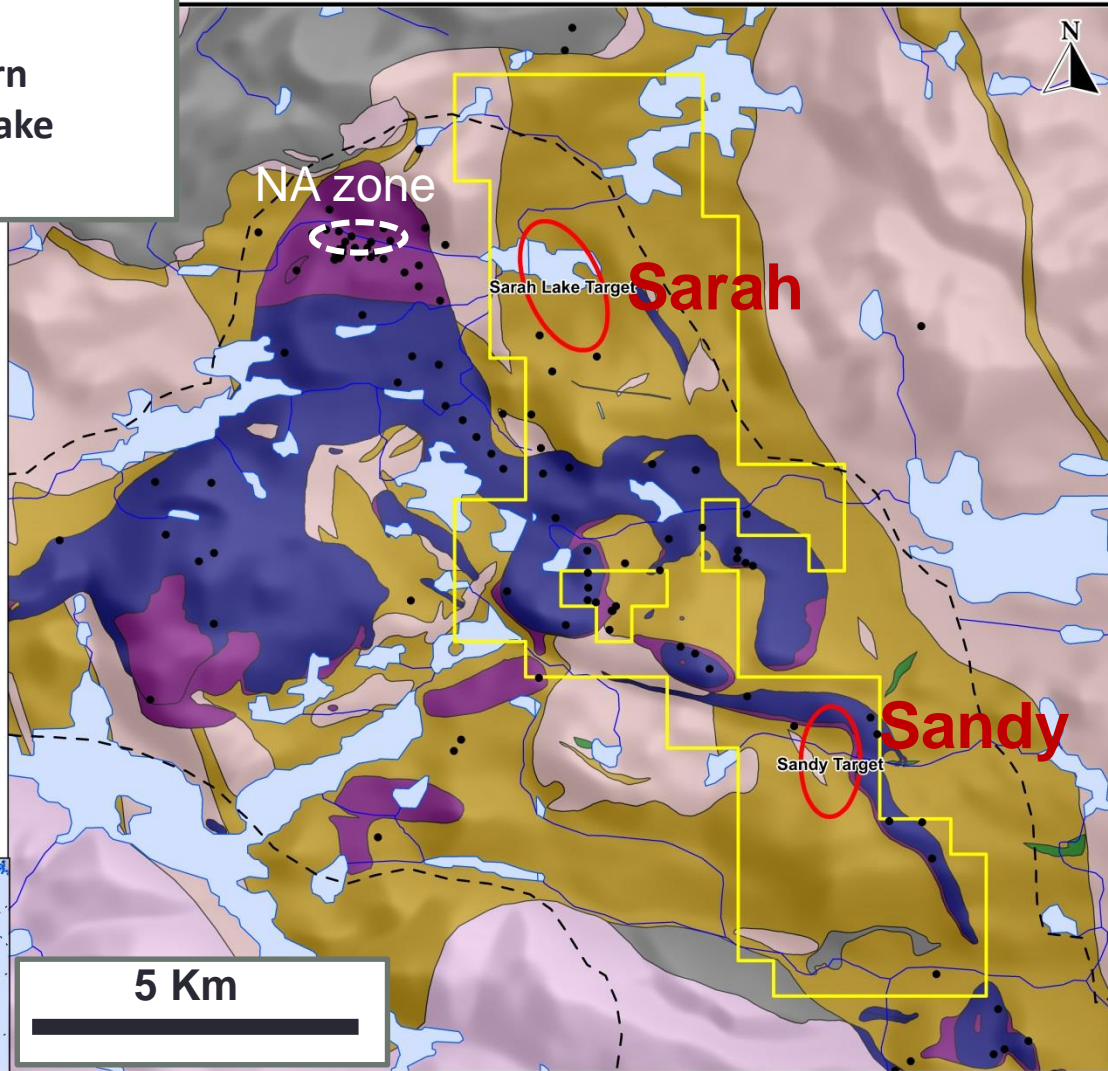 rn
ake
N
NA zone
Sarah Lake Target
Sarah
Sandy
Sandy Target
5 Km